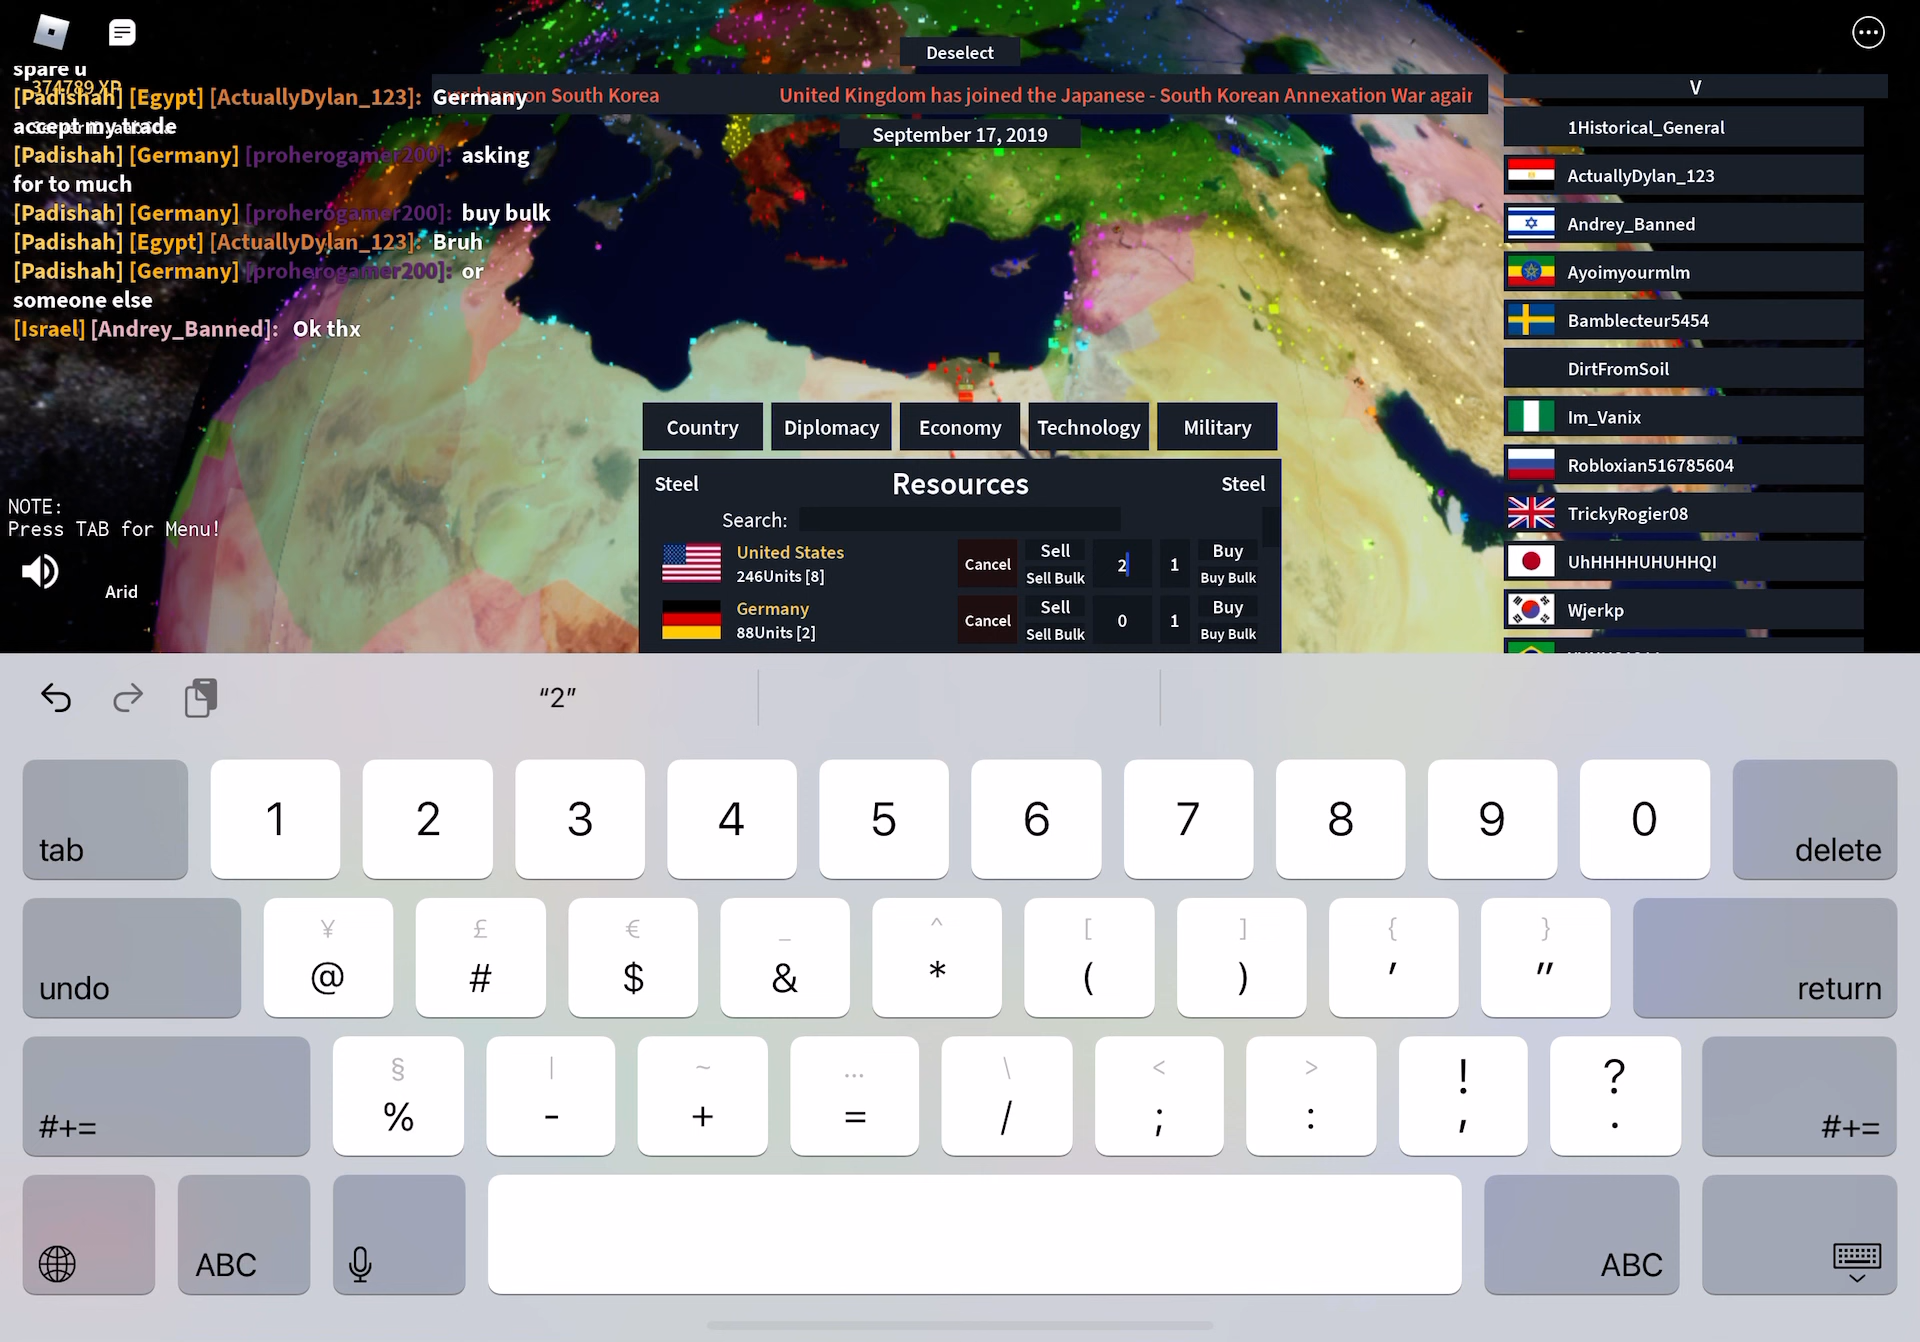 Deselect
spare u
374789 XP
[Padishah] [Egypt] [ActuallyDylan_123]: Germany
accept my trade
[Padishah] [Germany] [proherogamer200]: asking
for to much
[Padishah] [Germany] [proherogamer200]: buy bulk
[Padishah] [Egypt] [ActuallyDylan_123]: Bruh
[Padishah] [Germany] [proherogamer200]: or
someone else
[Israel] [Andrey_Banned]: Ok thx
on South Korea
United Kingdom has joined the Japanese - South Korean Annexation War again
September 17, 2019
V
1Historical_General
ActuallyDylan_123
Andrey_Banned
Ayoimyourmlm
Bamblecteur5454
DirtFromSoil
Im_Vanix
Robloxian516785604
TrickyRogier08
UhHHHHUHUHHQI
Wjerkp
NOTE:
Press TAB for Menu!
Arid
Country Diplomacy Economy Technology Military
Steel Resources Steel
Search:
United States
246Units [8]
Cancel Sell 2 1 Buy
Sell Bulk Buy Bulk
Germany
88Units [2]
Cancel Sell 0 1 Buy
Sell Bulk Buy Bulk
“2”
tab 1 2 3 4 5 6 7 8 9 0 delete
¥ £ € _ ^ [ ] { }
undo @ # $ & * ( ) ' " return
§ | ~ … \ < > ! ?
#+= % - + = / ; : , . #+=
ABC ABC